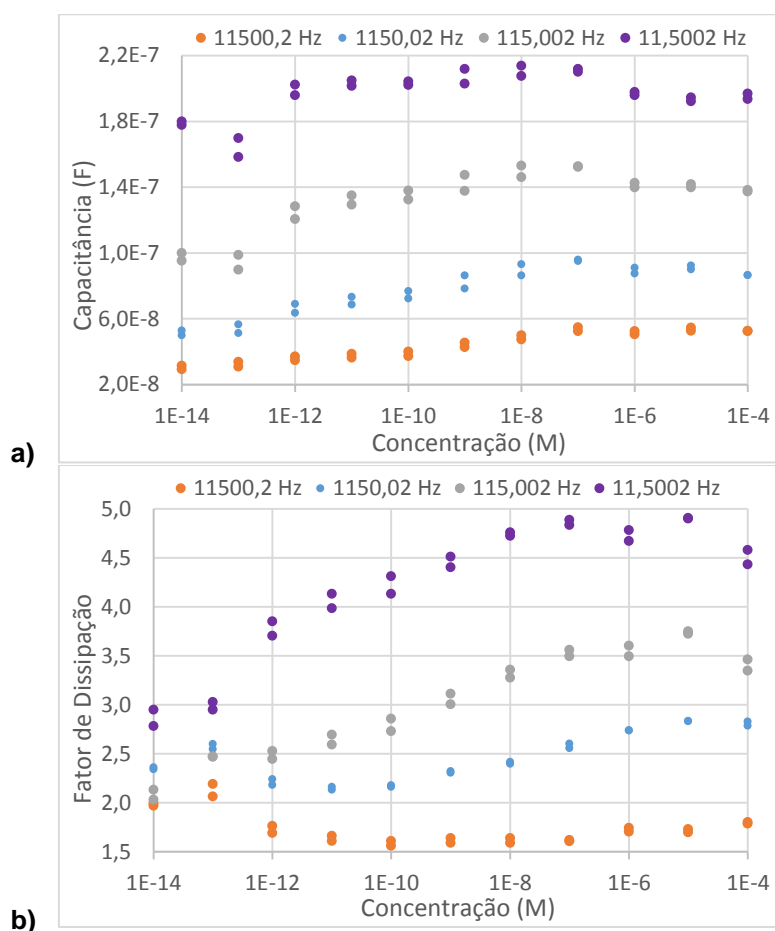 11500,2 Hz 1150,02 Hz 115,002 Hz 11,5002 Hz
2,2E-7
1,8E-7
1,4E-7
1,0E-7
6,0E-8
2,0E-8
Capacitância (F)
1E-14 1E-12 1E-10 1E-8 1E-6 1E-4
Concentração (M)
a)
11500,2 Hz 1150,02 Hz 115,002 Hz 11,5002 Hz
5,0
4,5
4,0
3,5
3,0
2,5
2,0
1,5
Fator de Dissipação
1E-14 1E-12 1E-10 1E-8 1E-6 1E-4
Concentração (M)
b)